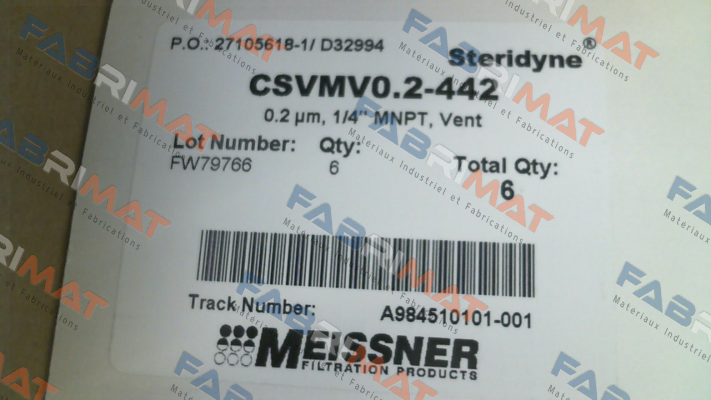 P.O.: 27105618-1/ D32994
Steridyne®
CSVMV0.2-442
0.2 µm, 1/4" MNPT, Vent
Lot Number: Qty: Total Qty:
FW79766 6 6
Track Number: A984510101-001
MEISSNER
FILTRATION PRODUCTS
FABRIMAT
Matériaux Industriel et Fabrications